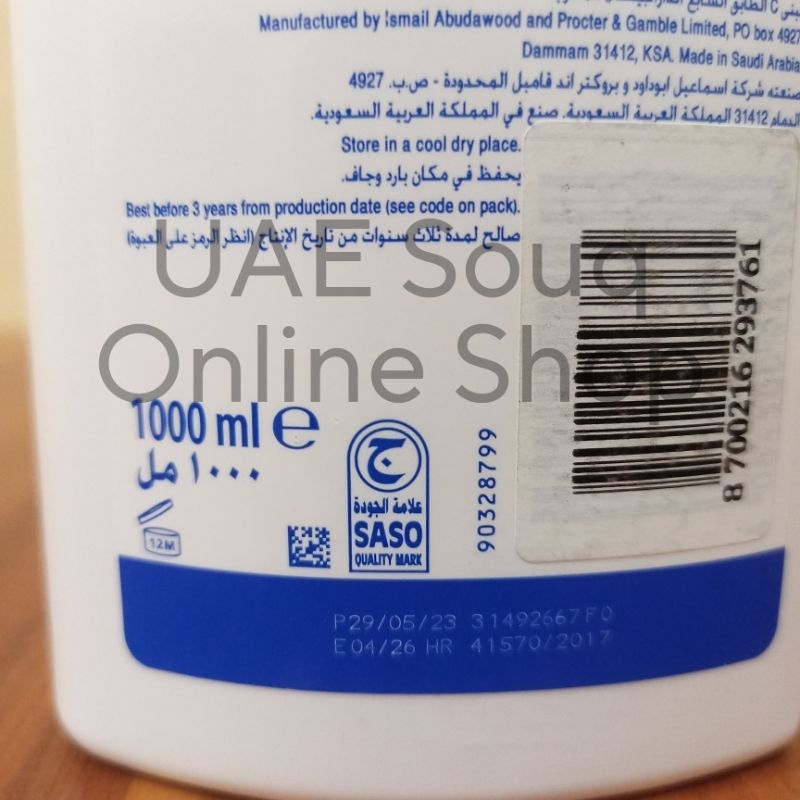 Manufactured by Ismail Abudawood and Procter & Gamble Limited, PO box 4927
Dammam 31412, KSA. Made in Saudi Arabia
صنعته شركة اسماعيل ابوداود و بروكتر اند قامبل المحدودة - ص.ب. 4927
الدمام 31412 المملكة العربية السعودية. صنع في المملكة العربية السعودية.
Store in a cool dry place.
يحفظ في مكان بارد وجاف.
Best before 3 years from production date (see code on pack).
صالح لمدة ثلاث سنوات من تاريخ الإنتاج (انظر الرمز على العبوة)
UAE Souq
Online Shop
8 700216 293761
1000 ml e
١٠٠٠ مل
12M
علامة الجودة
SASO
QUALITY MARK
90328799
P29/05/23 31492667F0
E04/26 HR 41570/2017